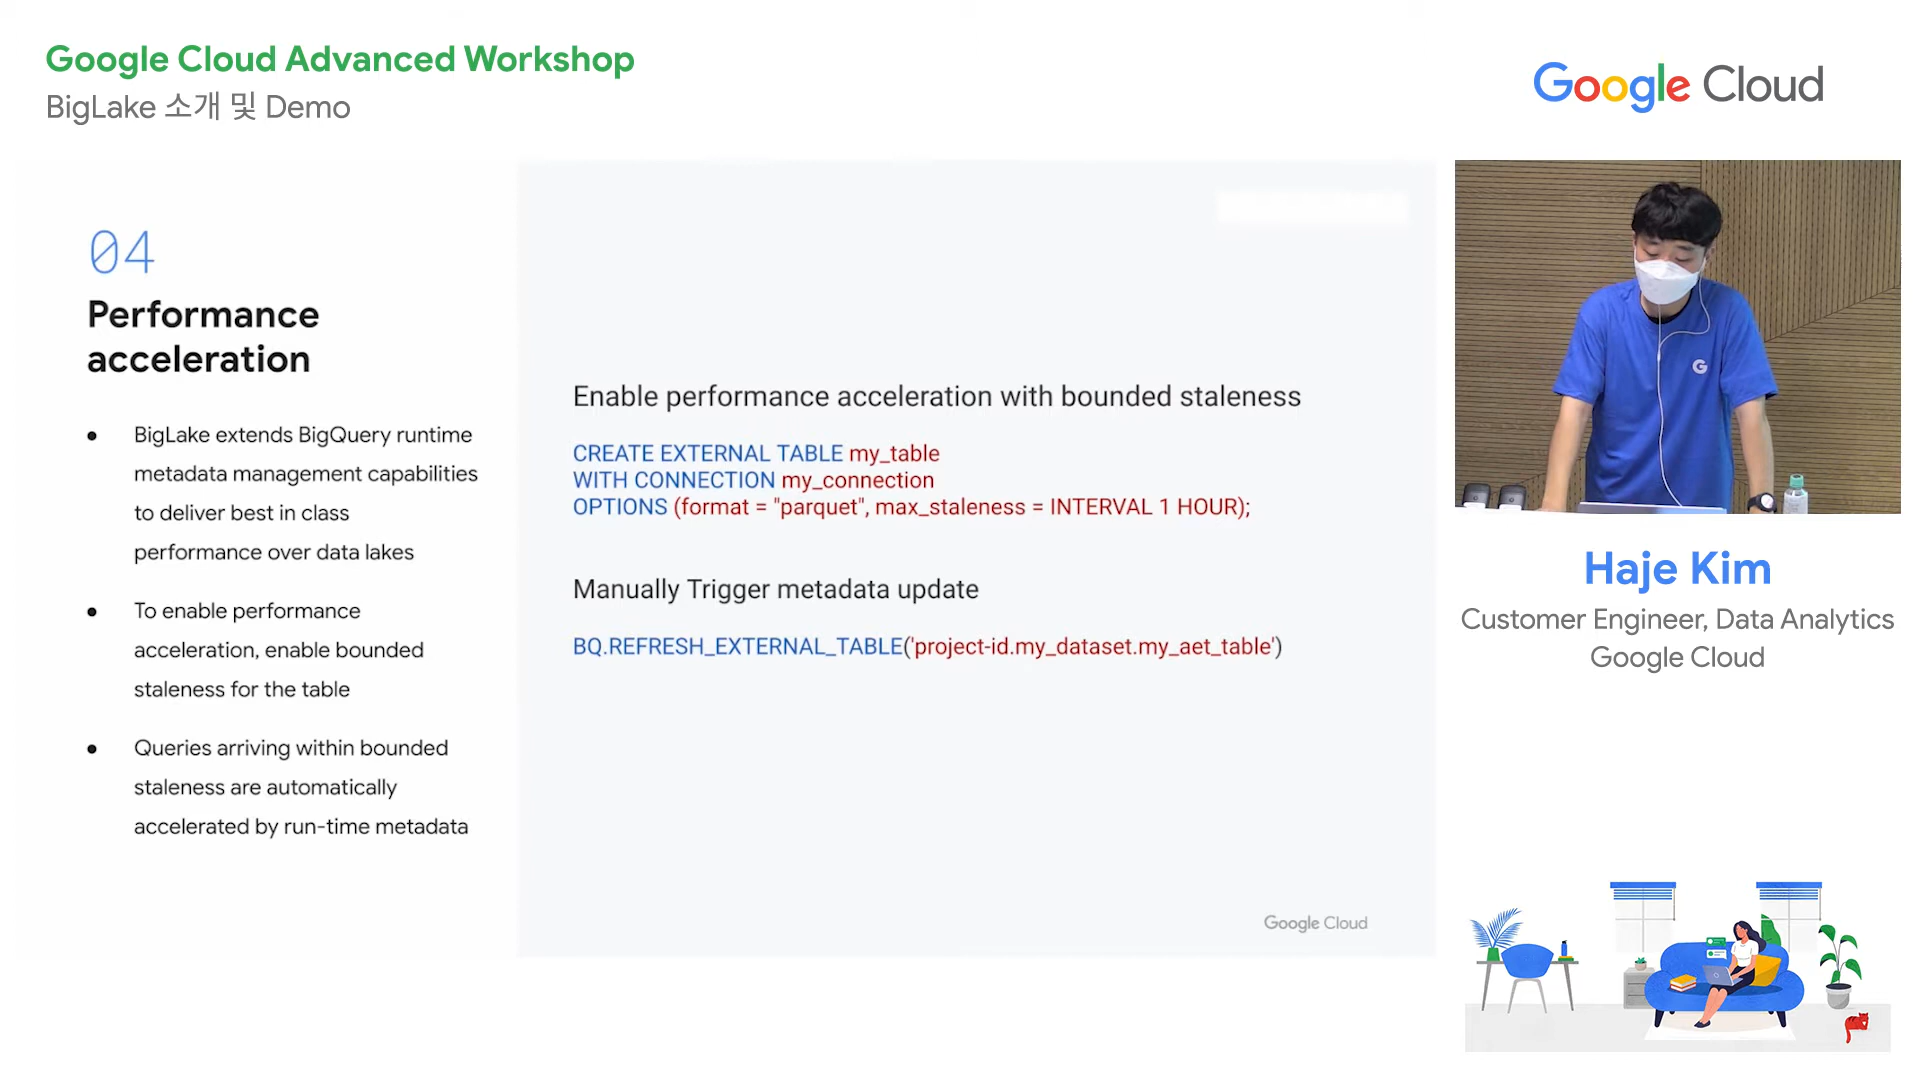 Google Cloud Advanced Workshop
BigLake 소개 및 Demo
Google Cloud
04
Performance
acceleration
● BigLake extends BigQuery runtime
metadata management capabilities
to deliver best in class
performance over data lakes
● To enable performance
acceleration, enable bounded
staleness for the table
● Queries arriving within bounded
staleness are automatically
accelerated by run-time metadata
Enable performance acceleration with bounded staleness
CREATE EXTERNAL TABLE my_table
WITH CONNECTION my_connection
OPTIONS (format = "parquet", max_staleness = INTERVAL 1 HOUR);
Manually Trigger metadata update
BQ.REFRESH_EXTERNAL_TABLE('project-id.my_dataset.my_aet_table')
Google Cloud
G
Haje Kim
Customer Engineer, Data Analytics
Google Cloud